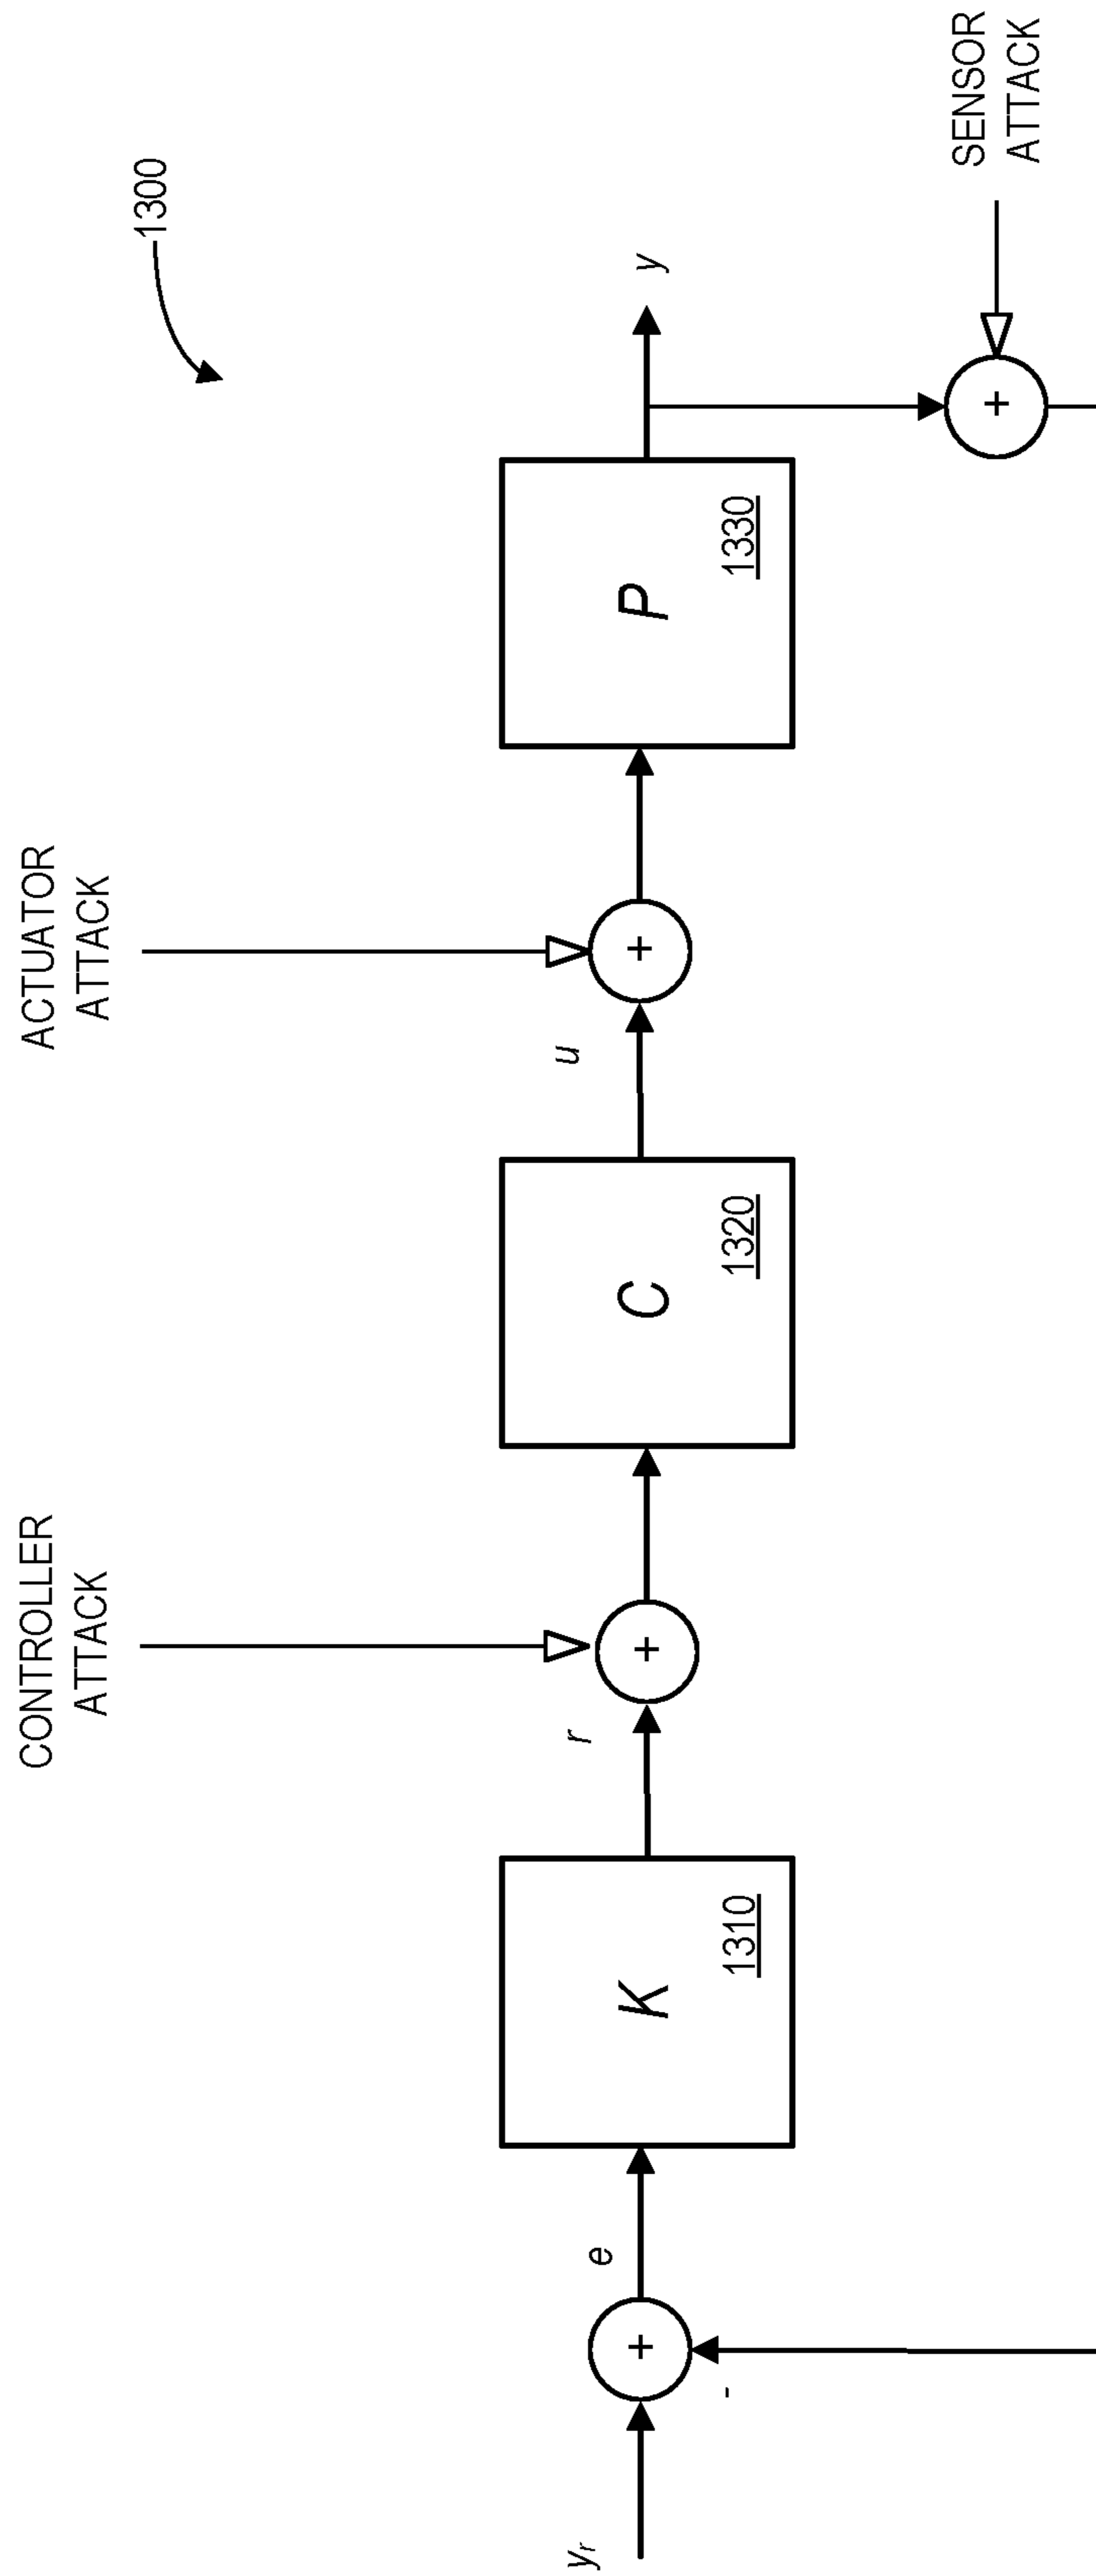 CONTROLLER
ATTACK
ACTUATOR
ATTACK
1300
yr
+
-
e
K
1310
r
+
C
1320
u
+
P
1330
y
+
SENSOR
ATTACK